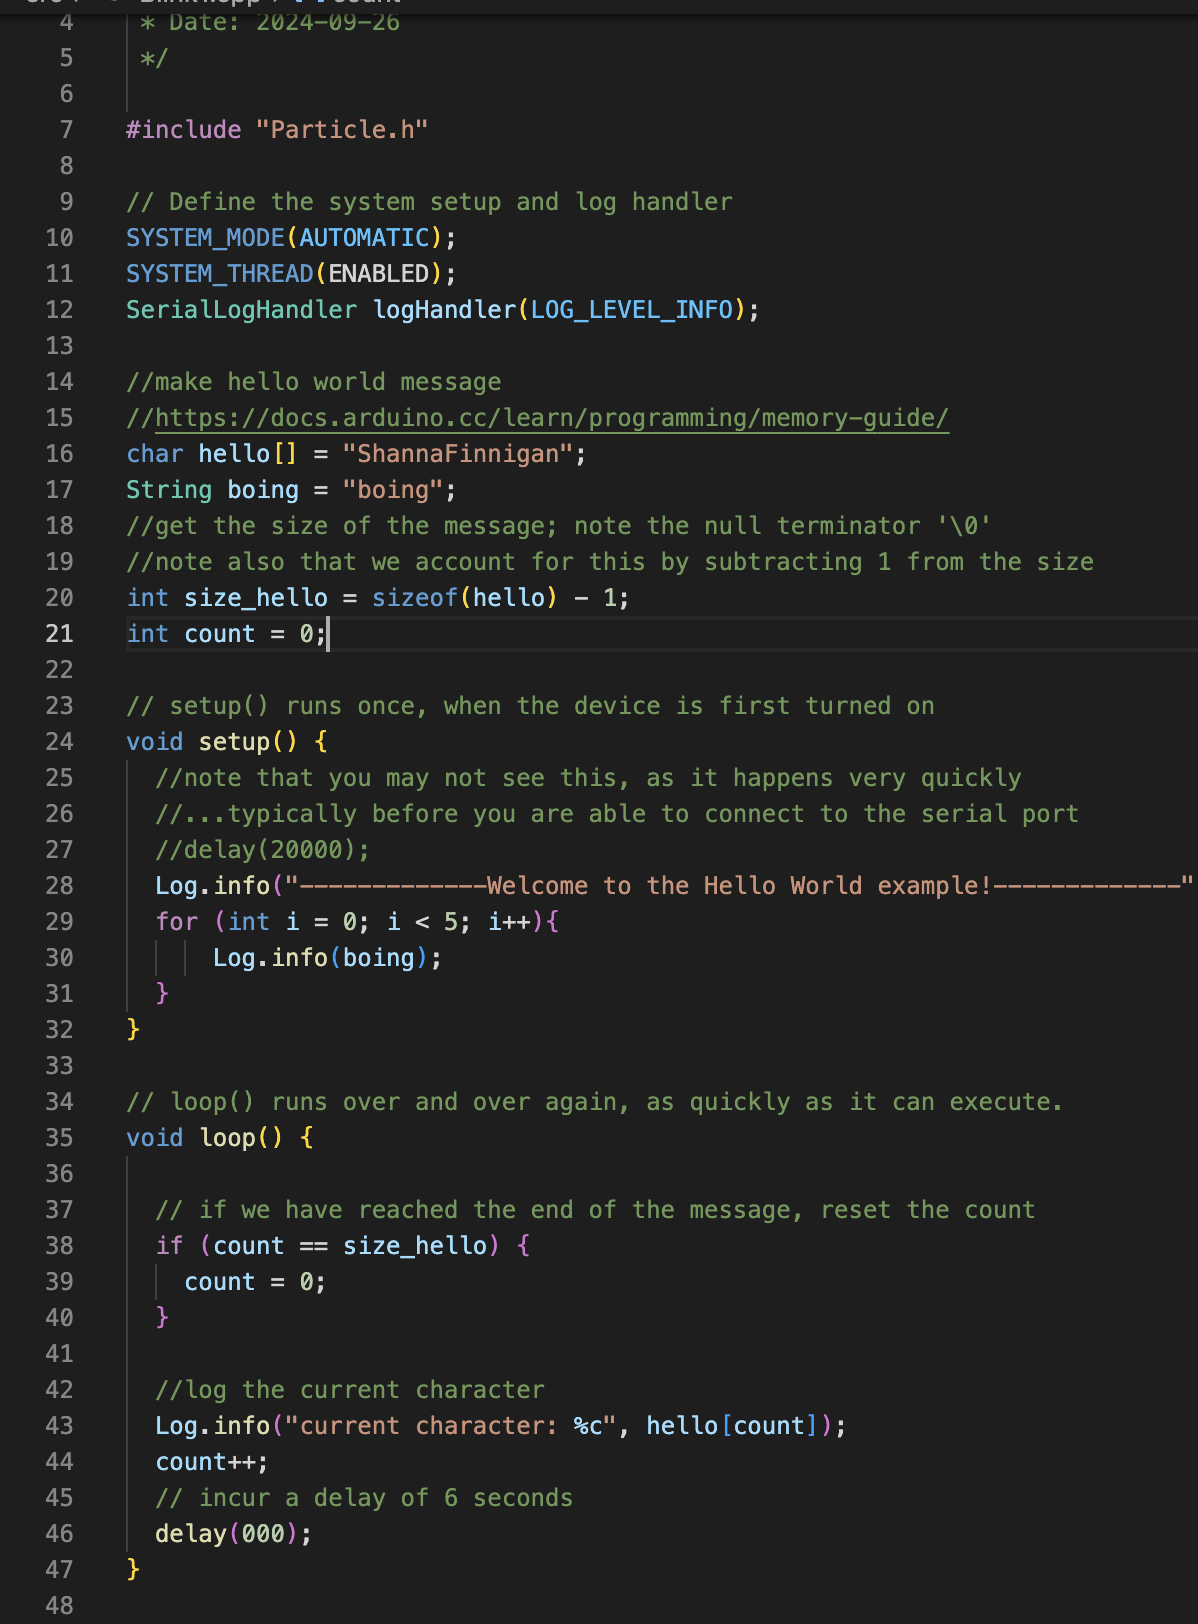 4 * Date: 2024-09-26
5 */
6
7 #include "Particle.h"
8
9 // Define the system setup and log handler
10 SYSTEM_MODE(AUTOMATIC);
11 SYSTEM_THREAD(ENABLED);
12 SerialLogHandler logHandler(LOG_LEVEL_INFO);
13
14 //make hello world message
15 //https://docs.arduino.cc/learn/programming/memory-guide/
16 char hello[] = "ShannaFinnigan";
17 String boing = "boing";
18 //get the size of the message; note the null terminator '\0'
19 //note also that we account for this by subtracting 1 from the size
20 int size_hello = sizeof(hello) - 1;
21 int count = 0;
22
23 // setup() runs once, when the device is first turned on
24 void setup() {
25 //note that you may not see this, as it happens very quickly
26 //...typically before you are able to connect to the serial port
27 //delay(20000);
28 Log.info("-------------Welcome to the Hello World example!-------------"
29 for (int i = 0; i < 5; i++){
30 Log.info(boing);
31 }
32 }
33
34 // loop() runs over and over again, as quickly as it can execute.
35 void loop() {
36
37 // if we have reached the end of the message, reset the count
38 if (count == size_hello) {
39 count = 0;
40 }
41
42 //log the current character
43 Log.info("current character: %c", hello[count]);
44 count++;
45 // incur a delay of 6 seconds
46 delay(000);
47 }
48